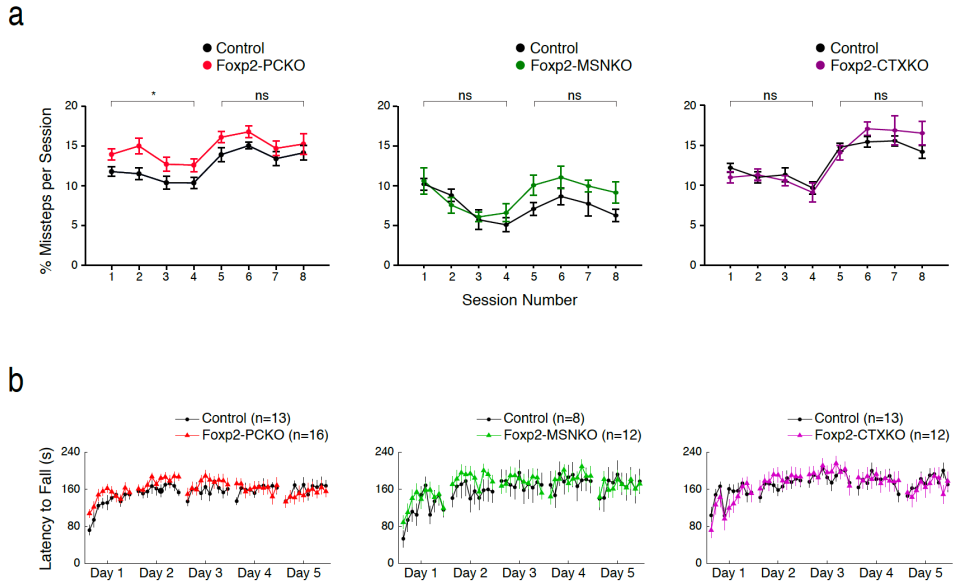 a
Control
Foxp2-PCKO
Control
Foxp2-MSNKO
Control
Foxp2-CTXKO
% Missteps per Session
20
15
10
5
0
* ns
1 2 3 4 5 6 7 8
20
15
10
5
0
ns ns
1 2 3 4 5 6 7 8
20
15
10
5
0
ns ns
1 2 3 4 5 6 7 8
Session Number
b
Control (n=13)
Foxp2-PCKO (n=16)
Control (n=8)
Foxp2-MSNKO (n=12)
Control (n=13)
Foxp2-CTXKO (n=12)
Latency to Fall (s)
240
160
80
0
Day 1 Day 2 Day 3 Day 4 Day 5
240
160
80
0
Day 1 Day 2 Day 3 Day 4 Day 5
240
160
80
0
Day 1 Day 2 Day 3 Day 4 Day 5